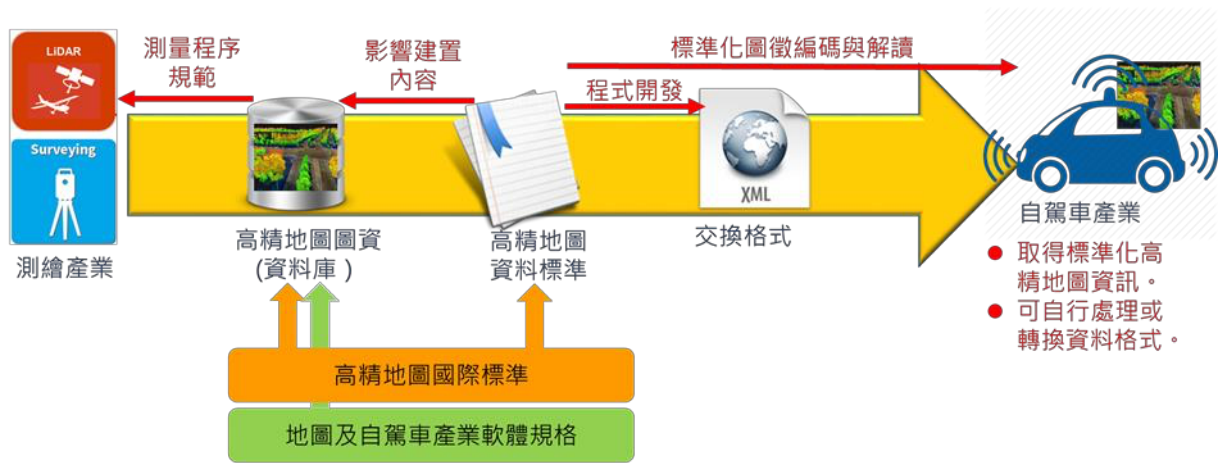 LiDAR
Surveying
測繪產業
測量程序
規範
影響建置
內容
標準化圖徵編碼與解讀
程式開發
高精地圖圖資
(資料庫)
高精地圖
資料標準
XML
交換格式
自駕車產業
● 取得標準化高
精地圖資訊。
● 可自行處理或
轉換資料格式。
高精地圖國際標準
地圖及自駕車產業軟體規格